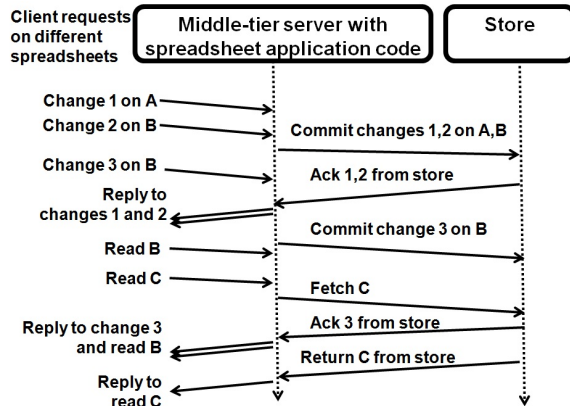 Client requests
on different
spreadsheets
Middle-tier server with
spreadsheet application code
Store
Change 1 on A
Change 2 on B
Commit changes 1,2 on A,B
Change 3 on B
Ack 1,2 from store
Reply to
changes 1 and 2
Commit change 3 on B
Read B
Read C
Fetch C
Ack 3 from store
Reply to change 3
and read B
Return C from store
Reply to
read C